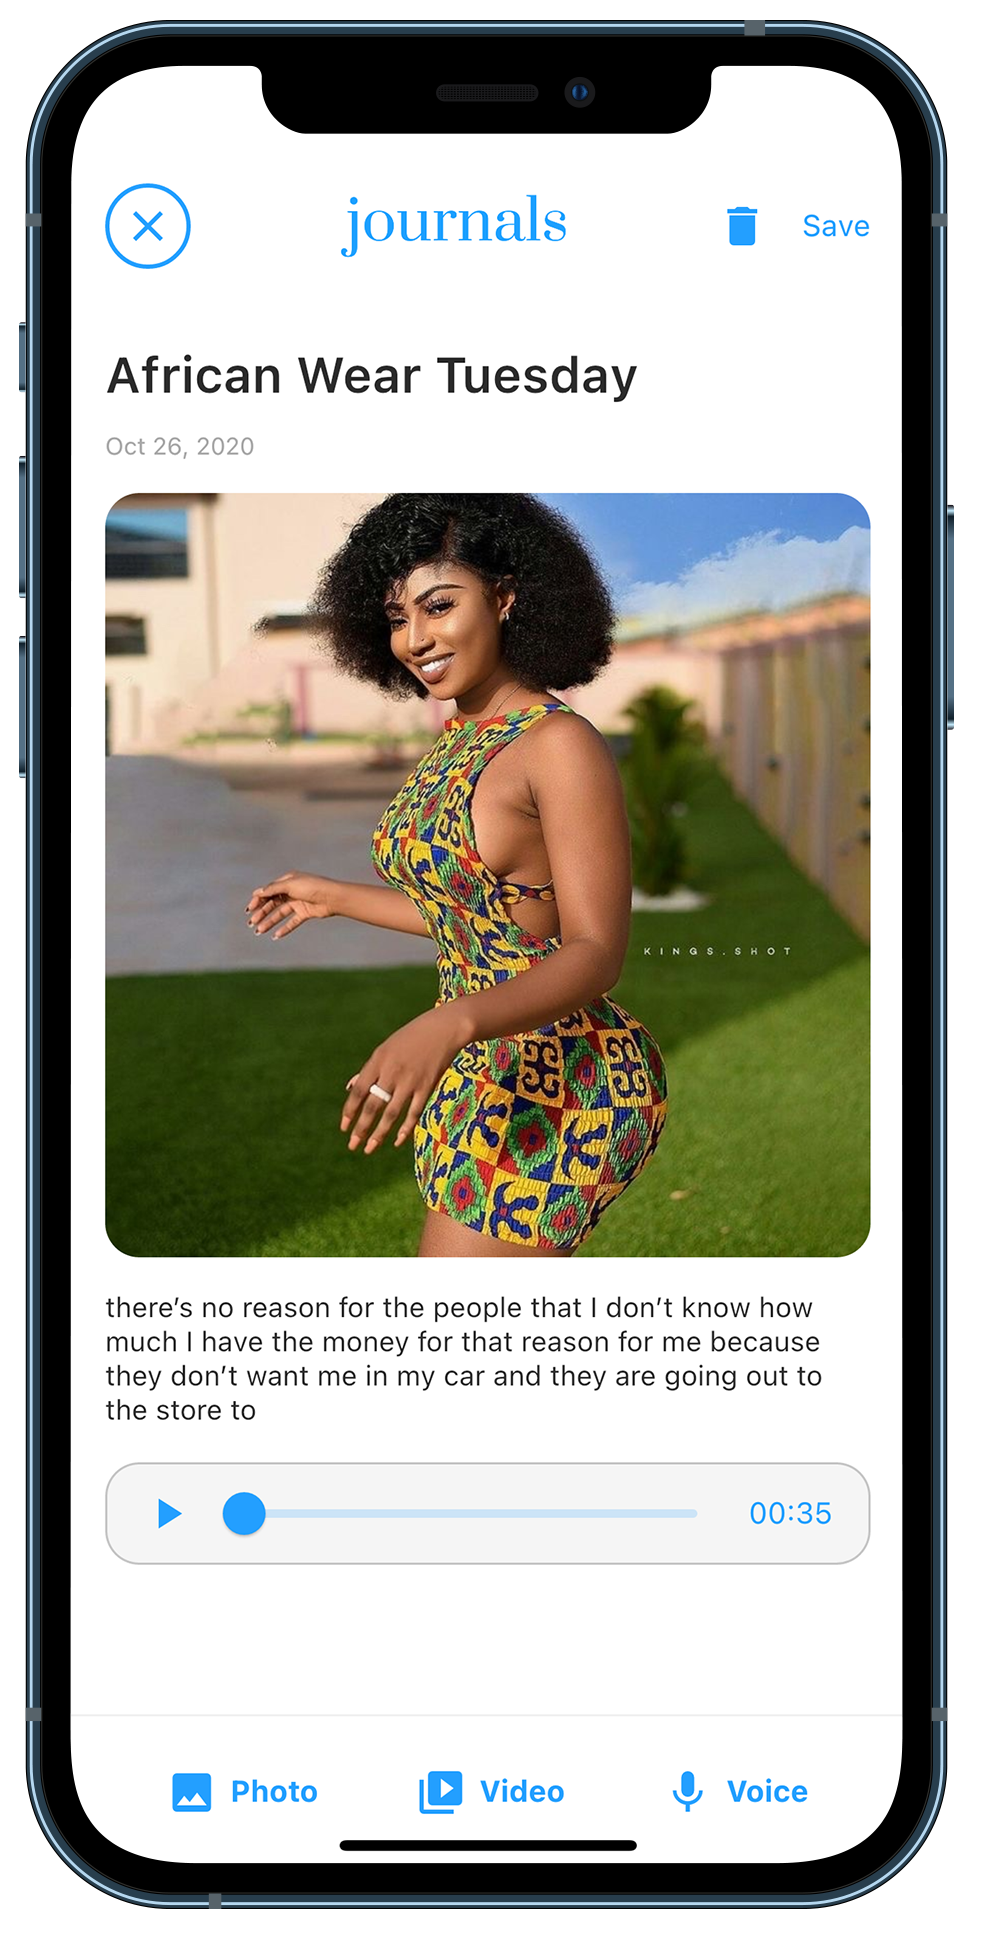 journals
Save
African Wear Tuesday
Oct 26, 2020
KINGS.SHOT
there’s no reason for the people that I don’t know how
much I have the money for that reason for me because
they don’t want me in my car and they are going out to
the store to
00:35
Photo
Video
Voice